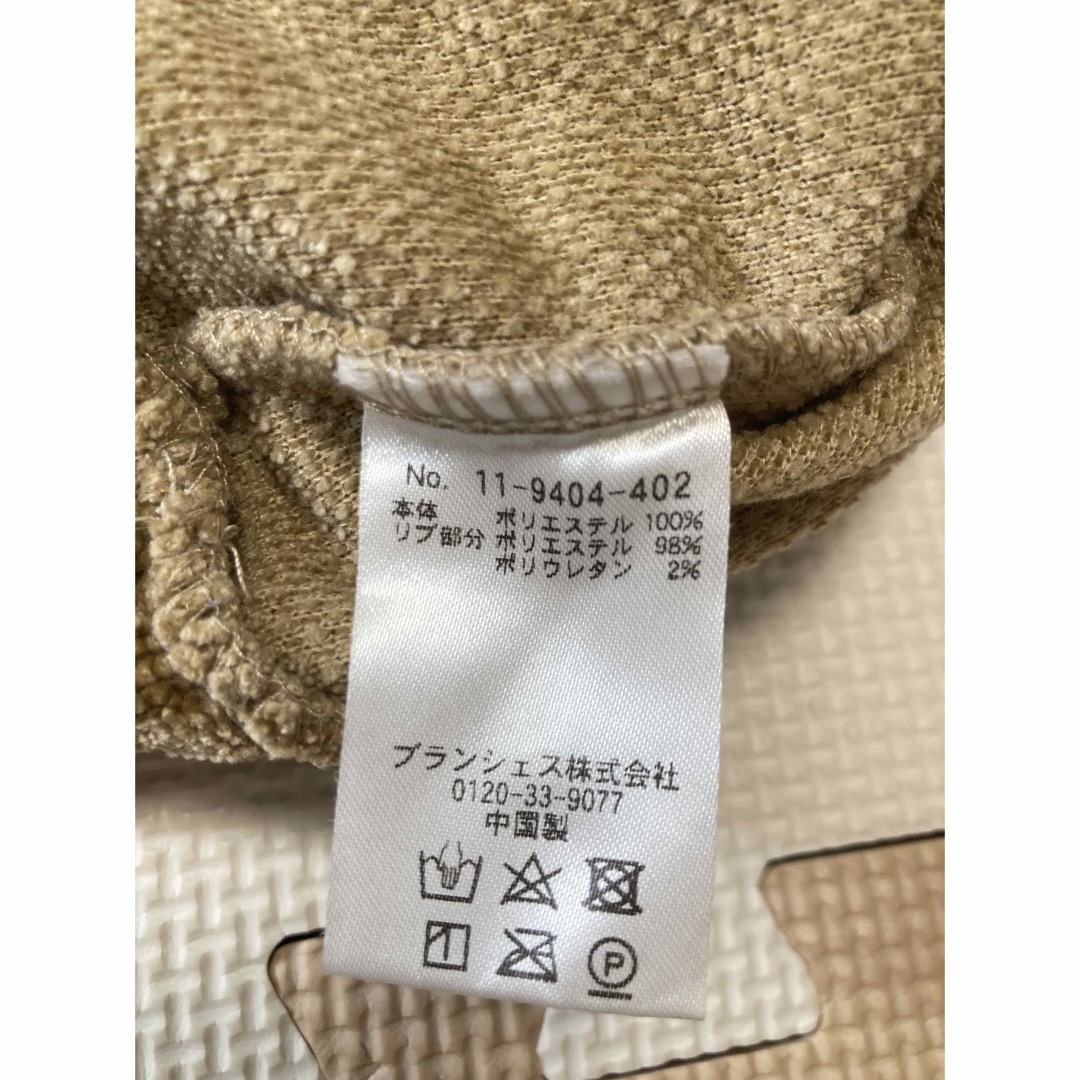 No. 11-9404-402
本体 ポリエステル 100%
リブ部分 ポリエステル 98%
ポリウレタン 2%
ブランシェス株式会社
0120-33-9077
中国製
P